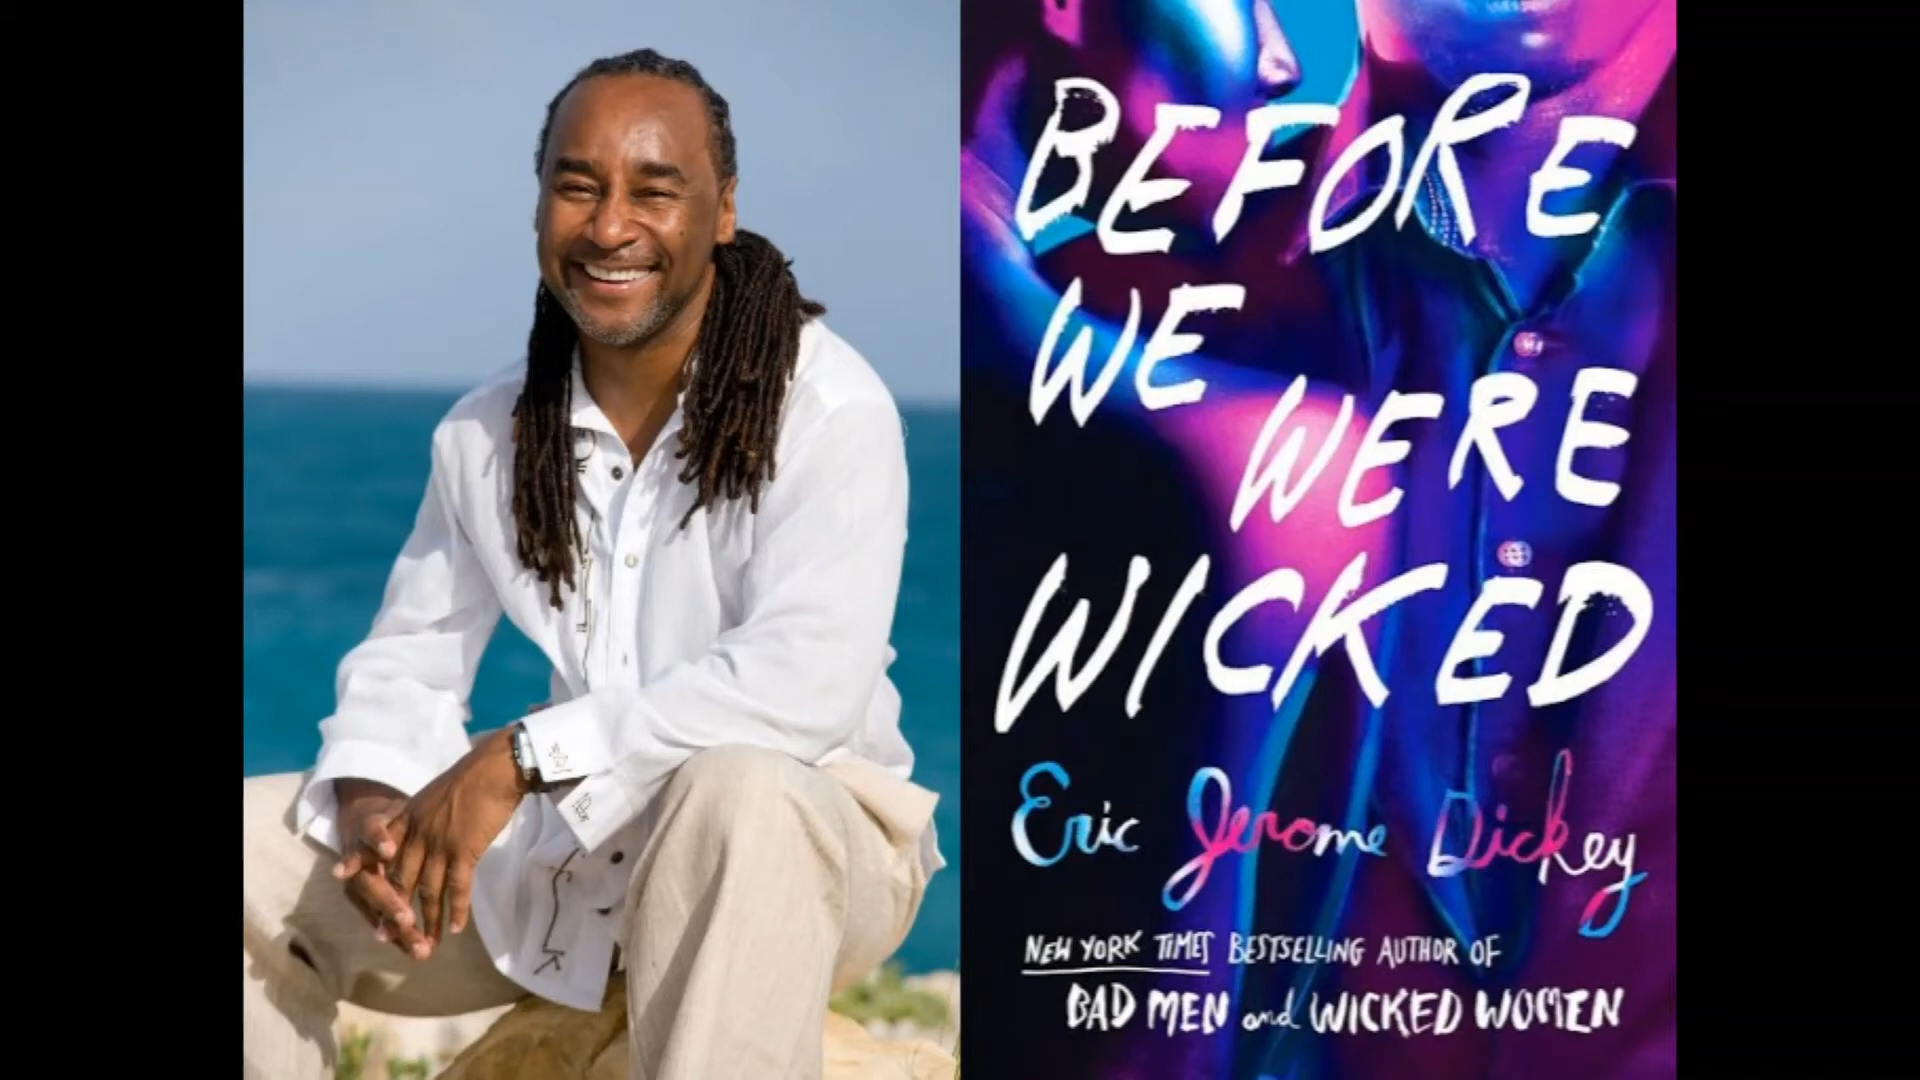 BEFORE
WE
WERE
WICKED
Eric Jerome Dickey
NEW YORK TIMES BESTSELLING AUTHOR OF
BAD MEN and WICKED WOMEN